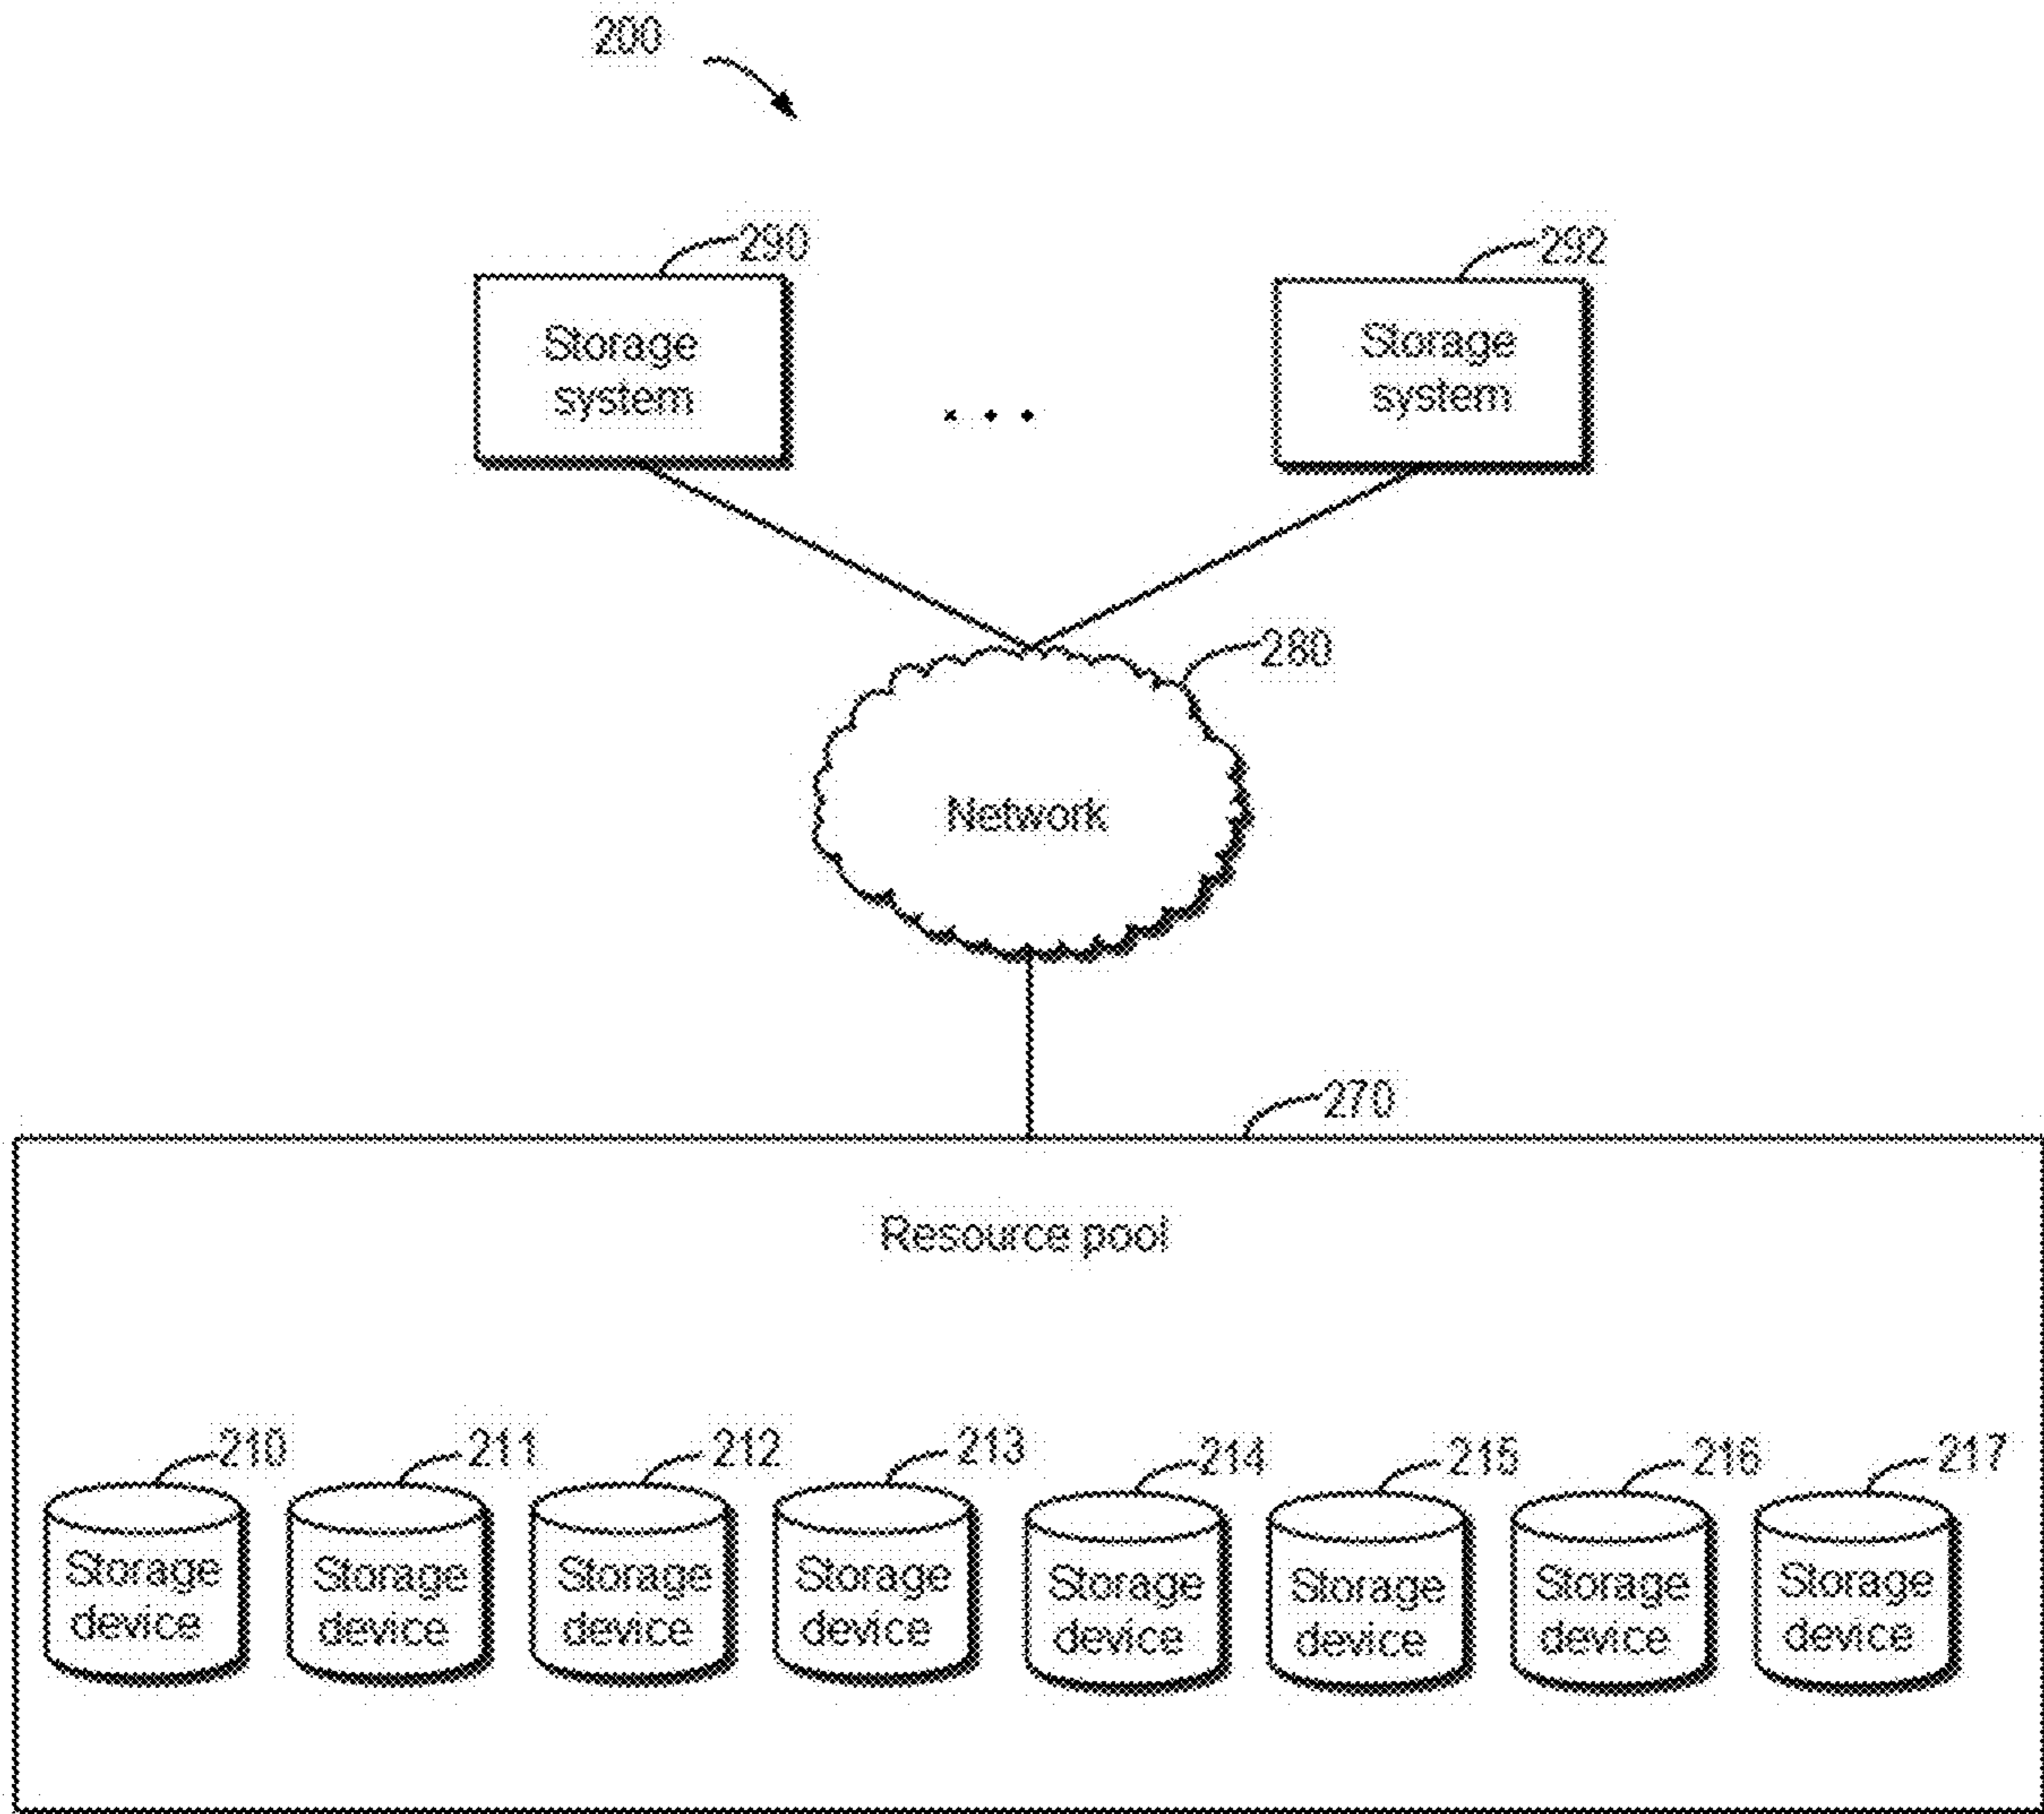 200
290
292
Storage
system
Storage
system
. . .
280
Network
270
Resource pool
210
211
212
213
214
215
216
217
Storage
device
Storage
device
Storage
device
Storage
device
Storage
device
Storage
device
Storage
device
Storage
device